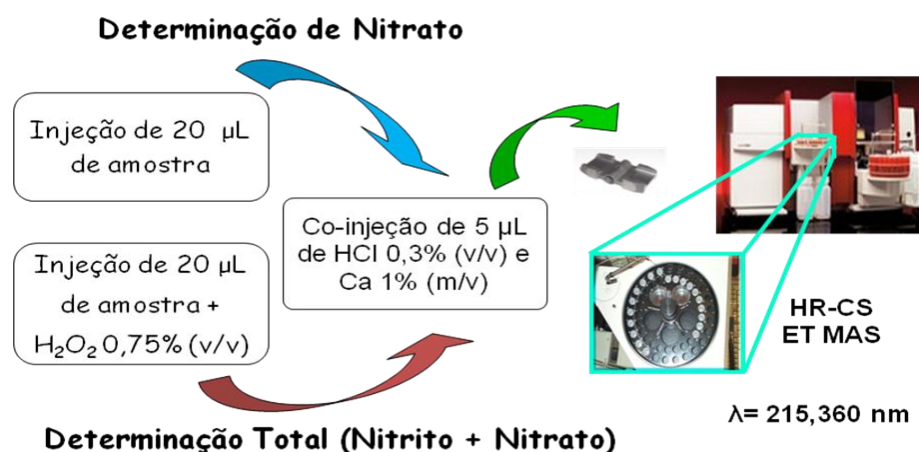 Determinação de Nitrato
Injeção de 20 µL
de amostra
Co-injeção de 5 µL
de HCl 0,3% (v/v) e
Ca 1% (m/v)
Injeção de 20 µL
de amostra +
H₂O₂ 0,75% (v/v)
HR-CS
ET MAS
λ= 215,360 nm
Determinação Total (Nitrito + Nitrato)